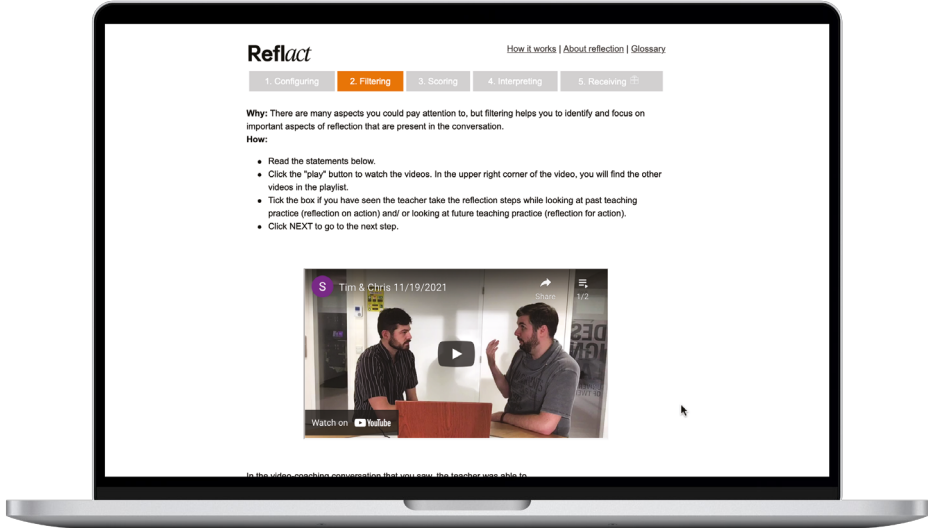 Reflact
How it works | About reflection | Glossary
1. Configuring
2. Filtering
3. Scoring
4. Interpreting
5. Receiving
Why: There are many aspects you could pay attention to, but filtering helps you to identify and focus on
important aspects of reflection that are present in the conversation.
How:
Read the statements below.
Click the "play" button to watch the videos. In the upper right corner of the video, you will find the other
videos in the playlist.
Tick the box if you have seen the teacher take the reflection steps while looking at past teaching
practice (reflection on action) and/ or looking at future teaching practice (reflection for action).
Click NEXT to go to the next step.
S
Tim & Chris 11/19/2021
Share
1/2
DES
IGN
Watch on YouTube
In the video-coaching conversation that you saw, the teacher was able to